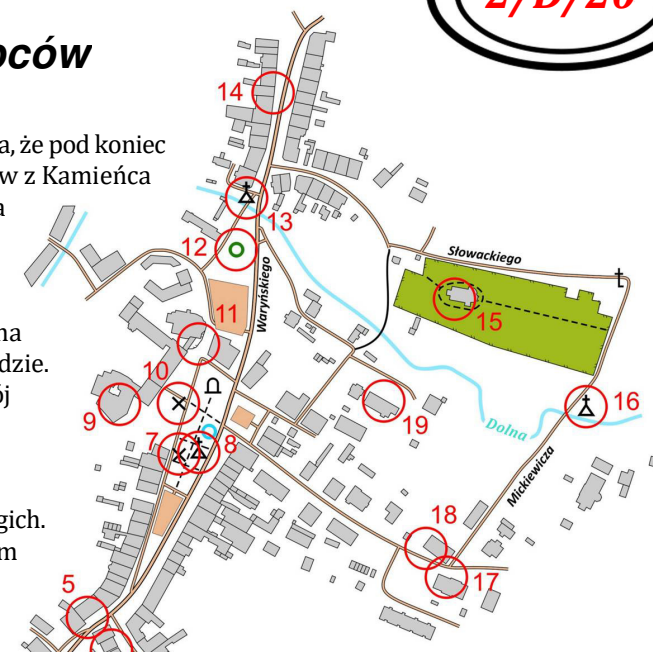 2/D/20
oców
a, że pod koniec
w z Kamieńca
a
na
dzie.
ój
gich.
m
14
13
12
Słowackiego
Waryńskiego
15
11
10
9
19
16
7
8
Dolna
Mickiewicza
18
17
5